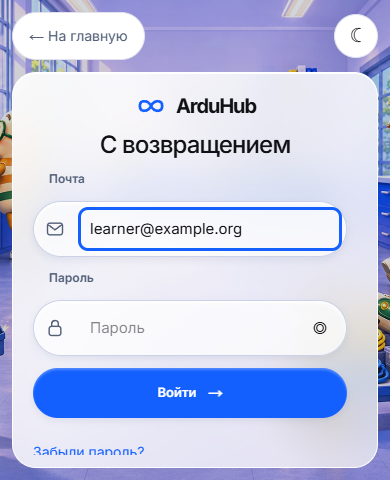 ← На главную
ArduHub
С возвращением
Почта
learner@example.org
Пароль
Пароль
Войти →
Забыли пароль?